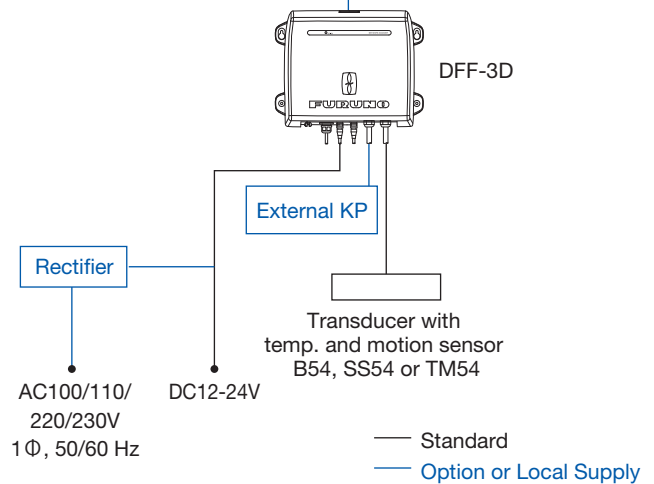 DFF-3D
FURUNO
External KP
Rectifier
Transducer with
temp. and motion sensor
B54, SS54 or TM54
AC100/110/
220/230V
1Φ, 50/60 Hz
DC12-24V
Standard
Option or Local Supply